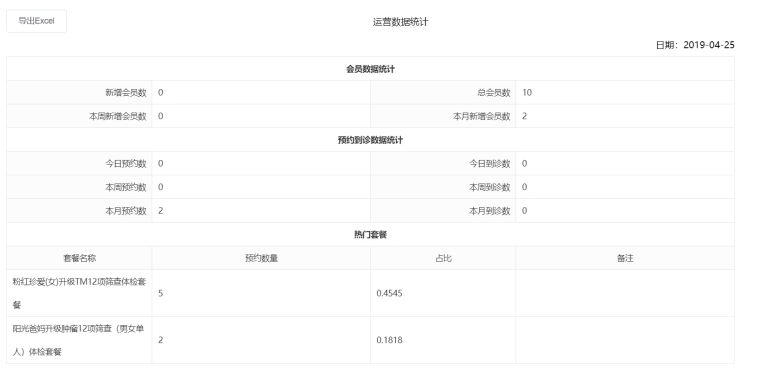 导出Excel
运营数据统计
日期：2019-04-25
会员数据统计
新增会员数 0 总会员数 10
本周新增会员数 0 本月新增会员数 2
预约到诊数据统计
今日预约数 0 今日到诊数 0
本周预约数 0 本周到诊数 0
本月预约数 2 本月到诊数 0
热门套餐
套餐名称 预约数量 占比 备注
粉红珍爱(女)升级TM12项筛查体检套
餐
5 0.4545
阳光爸妈升级肿瘤12项筛查（男女单
人）体检套餐
2 0.1818